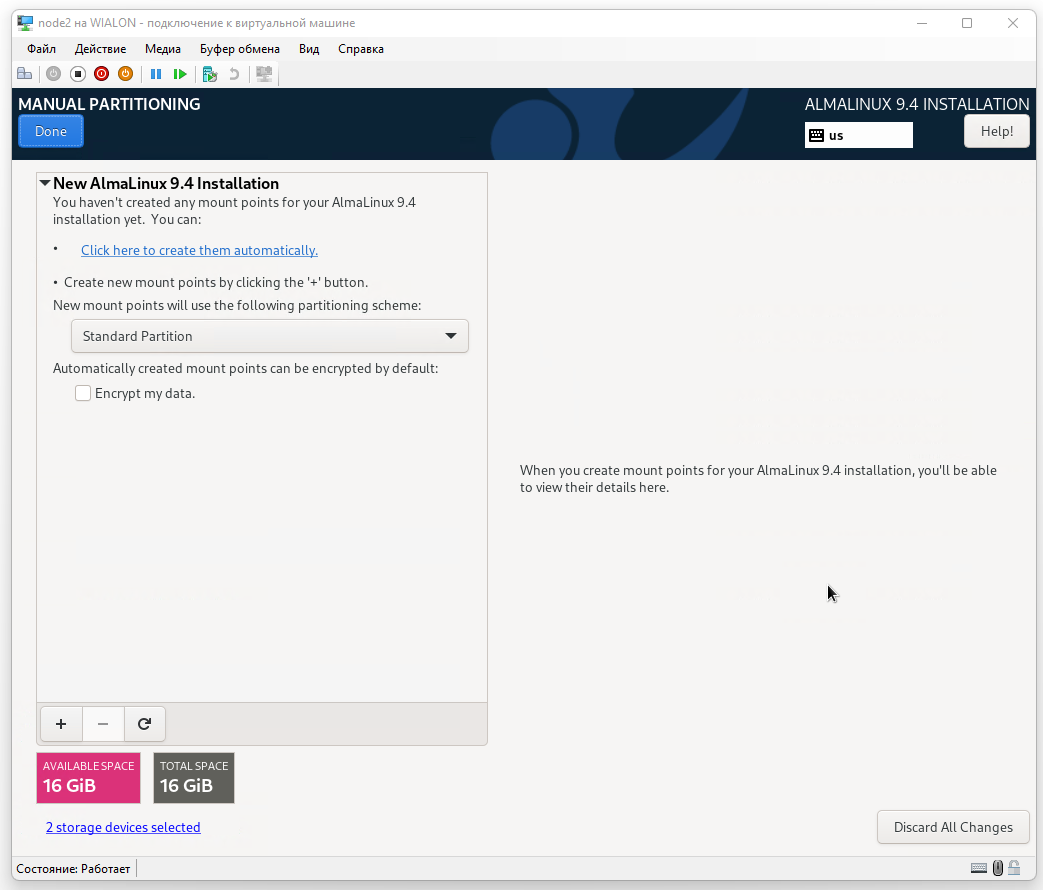 node2 на WIALON - подключение к виртуальной машине
Файл Действие Медиа Буфер обмена Вид Справка
MANUAL PARTITIONING
ALMALINUX 9.4 INSTALLATION
Done
us
Help!
New AlmaLinux 9.4 Installation
You haven't created any mount points for your AlmaLinux 9.4
installation yet. You can:
• Click here to create them automatically.
• Create new mount points by clicking the '+' button.
New mount points will use the following partitioning scheme:
Standard Partition
Automatically created mount points can be encrypted by default:
Encrypt my data.
When you create mount points for your AlmaLinux 9.4 installation, you'll be able
to view their details here.
AVAILABLE SPACE
16 GiB
TOTAL SPACE
16 GiB
2 storage devices selected
Discard All Changes
Состояние: Работает